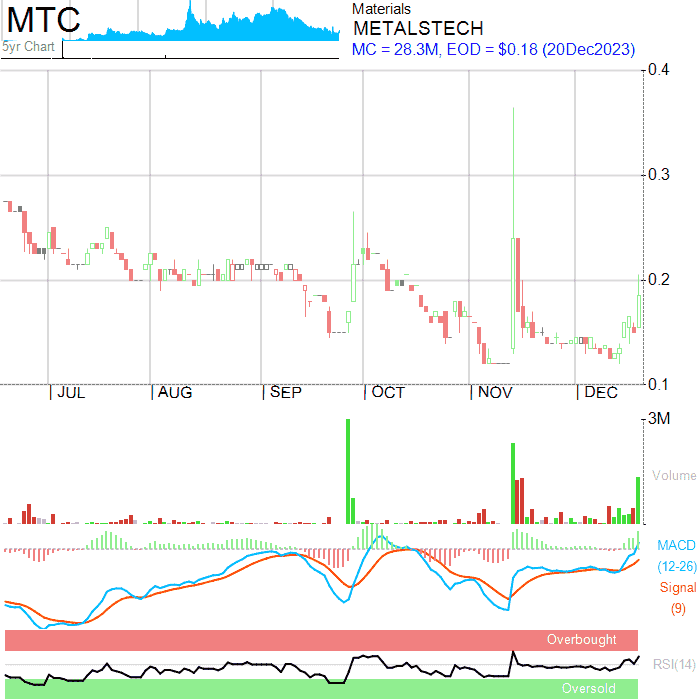 MTC
5yr Chart
Materials
METALSTECH
MC = 28.3M, EOD = $0.18 (20Dec2023)
0.4
0.3
0.2
0.1
JUL AUG SEP OCT NOV DEC
3M
Volume
MACD
(12-26)
Signal
(9)
Overbought
RSI(14)
Oversold